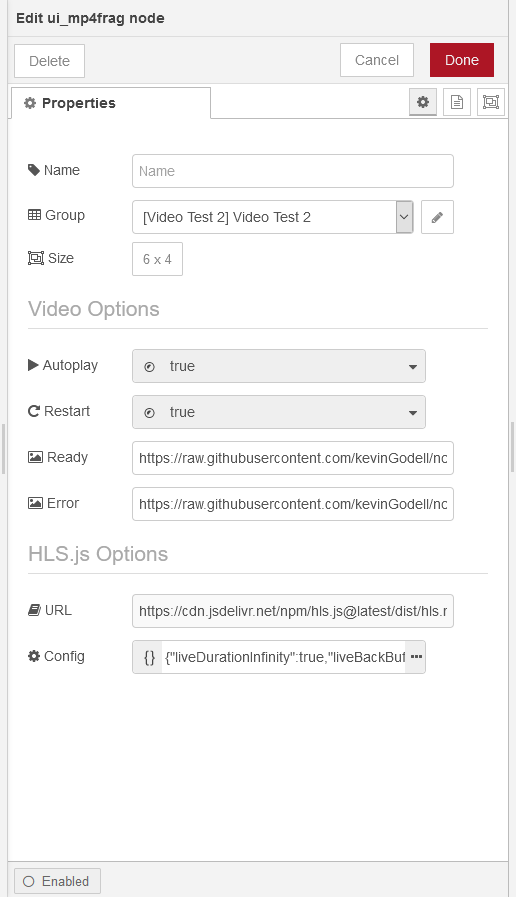 Edit ui_mp4frag node
Delete
Cancel
Done
Properties
Name
Name
Group
[Video Test 2] Video Test 2
Size
6 x 4
Video Options
Autoplay
true
Restart
true
Ready
https://raw.githubusercontent.com/kevinGodell/no
Error
https://raw.githubusercontent.com/kevinGodell/no
HLS.js Options
URL
https://cdn.jsdelivr.net/npm/hls.js@latest/dist/hls.r
Config
{} {"liveDurationInfinity":true,"liveBackBuf ...
Enabled